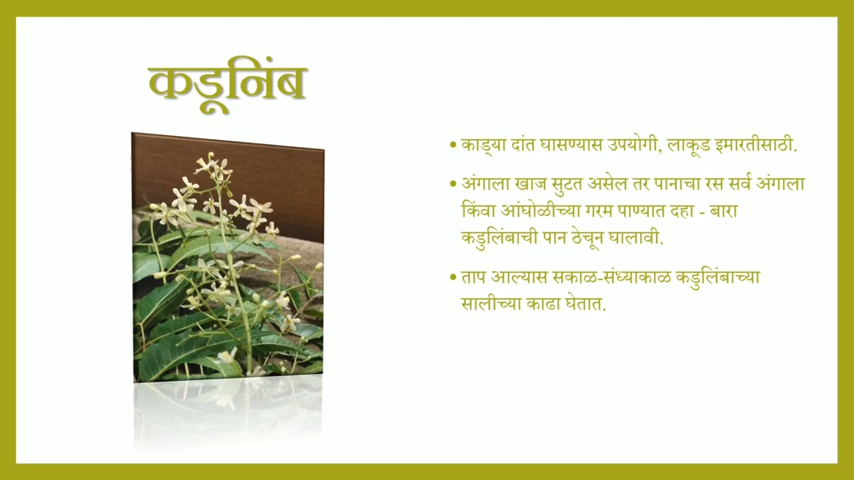 कडूनिंब
• काड्या दांत घासण्यास उपयोगी, लाकूड इमारतीसाठी.
• अंगाला खाज सुटत असेल तर पानाचा रस सर्व अंगाला
किंवा आंघोळीच्या गरम पाण्यात दहा - बारा
कडुलिंबाची पान ठेचून घालावी.
• ताप आल्यास सकाळ-संध्याकाळ कडुलिंबाच्या
सालीच्या काढा घेतात.